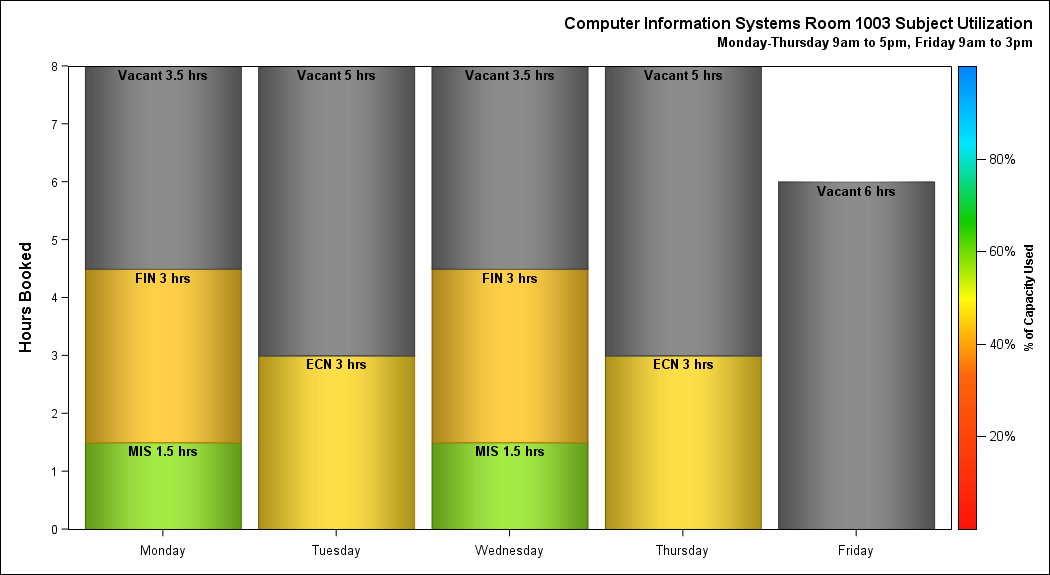 Computer Information Systems Room 1003 Subject Utilization
Monday-Thursday 9am to 5pm, Friday 9am to 3pm
Hours Booked
8
7
6
5
4
3
2
1
0
Vacant 3.5 hrs
FIN 3 hrs
MIS 1.5 hrs
Vacant 5 hrs
ECN 3 hrs
Vacant 3.5 hrs
FIN 3 hrs
MIS 1.5 hrs
Vacant 5 hrs
ECN 3 hrs
Vacant 6 hrs
Monday
Tuesday
Wednesday
Thursday
Friday
80%
60%
40%
20%
% of Capacity Used